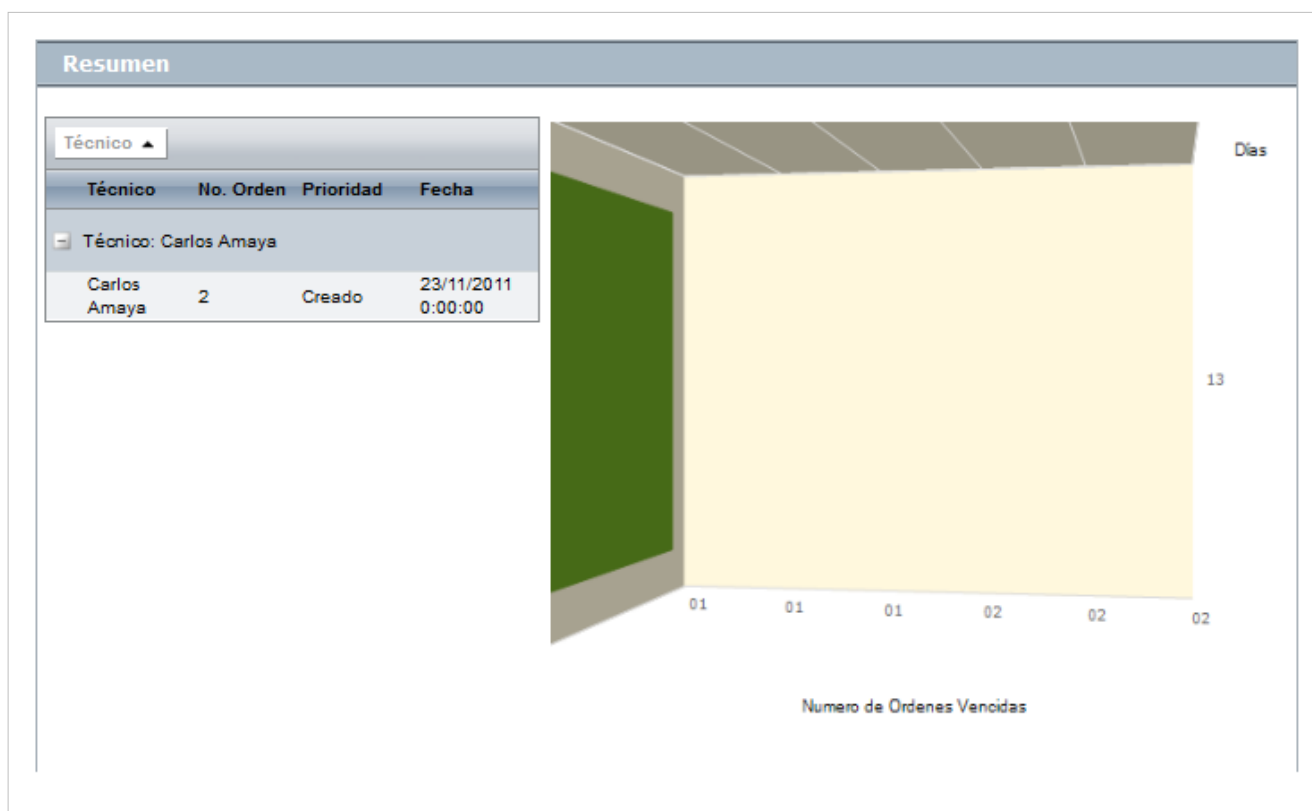 Resumen
Técnico
Técnico No. Orden Prioridad Fecha
Técnico: Carlos Amaya
Carlos Amaya 2 Creado 23/11/2011 0:00:00
Días
13
01 01 01 02 02 02
Numero de Ordenes Vencidas